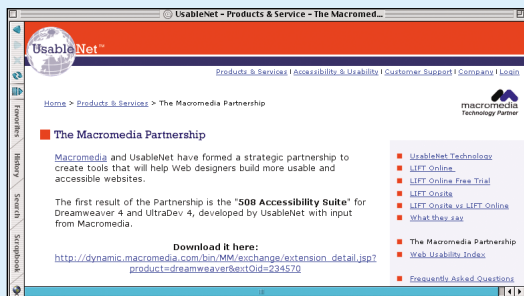 UsableNet – Products & Service – The Macromed...
UsableNet™
Products & Services | Accessibility & Usability | Customer Support | Company | Login
Home > Products & Services > The Macromedia Partnership
macromedia
Technology Partner
Favorites
History
Search
Scrapbook
The Macromedia Partnership
Macromedia and UsableNet have formed a strategic partnership to
create tools that will help Web designers build more usable and
accessible websites.
The first result of the Partnership is the "508 Accessibility Suite" for
Dreamweaver 4 and UltraDev 4, developed by UsableNet with input
from Macromedia.
Download it here:
http://dynamic.macromedia.com/bin/MM/exchange/extension_detail.jsp?
product=dreamweaver&extOid=234570
UsableNet Technology
LIFT Online
LIFT Online Free Trial
LIFT Onsite
LIFT Onsite vs LIFT Online
What they say
The Macromedia Partnership
Web Usability Index
Frequently Asked Questions